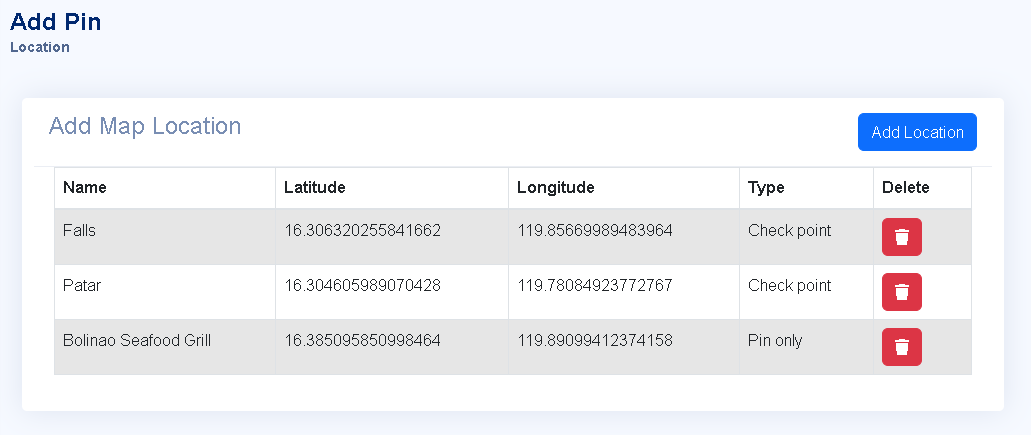 Add Pin
Location
Add Map Location
Add Location
Name Latitude Longitude Type Delete
Falls 16.306320255841662 119.85669989483964 Check point
Patar 16.304605989070428 119.78084923772767 Check point
Bolinao Seafood Grill 16.385095850998464 119.89099412374158 Pin only